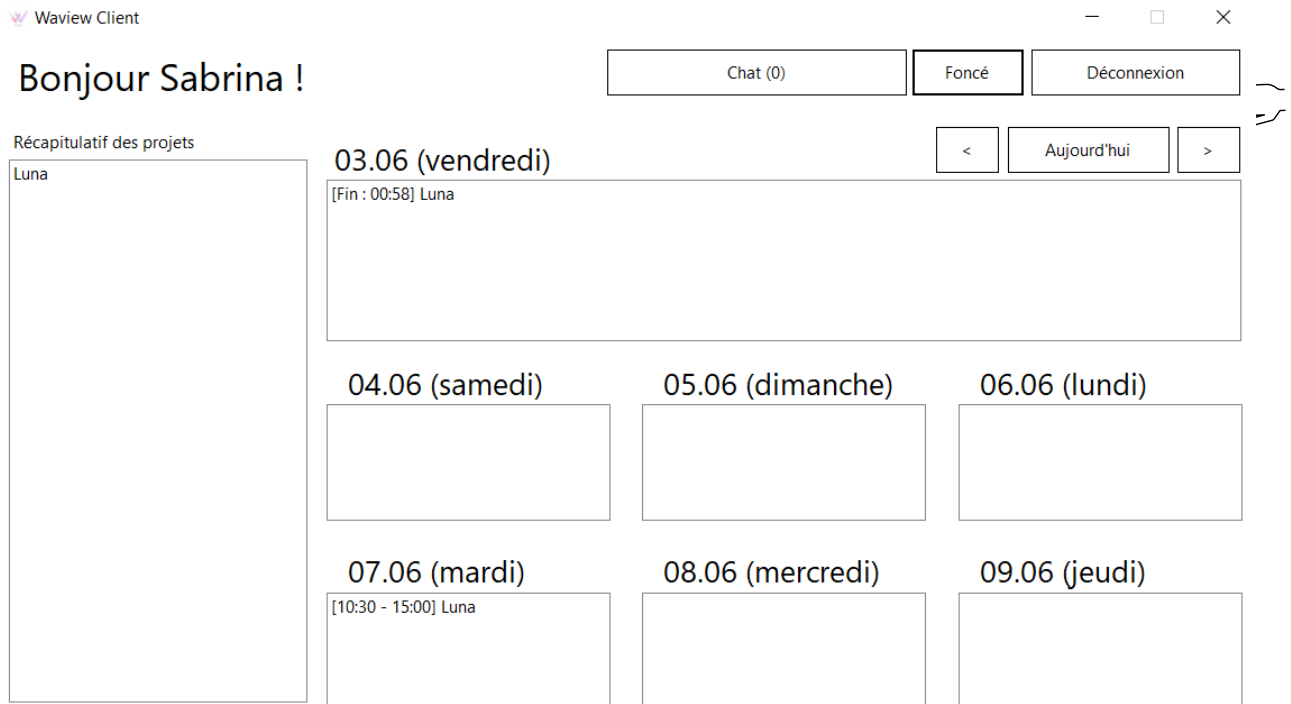 Waview Client
Bonjour Sabrina !
Chat (0)
Foncé
Déconnexion
Récapitulatif des projets
Luna
03.06 (vendredi)
<
Aujourd'hui
>
[Fin : 00:58] Luna
04.06 (samedi)
05.06 (dimanche)
06.06 (lundi)
07.06 (mardi)
08.06 (mercredi)
09.06 (jeudi)
[10:30 - 15:00] Luna